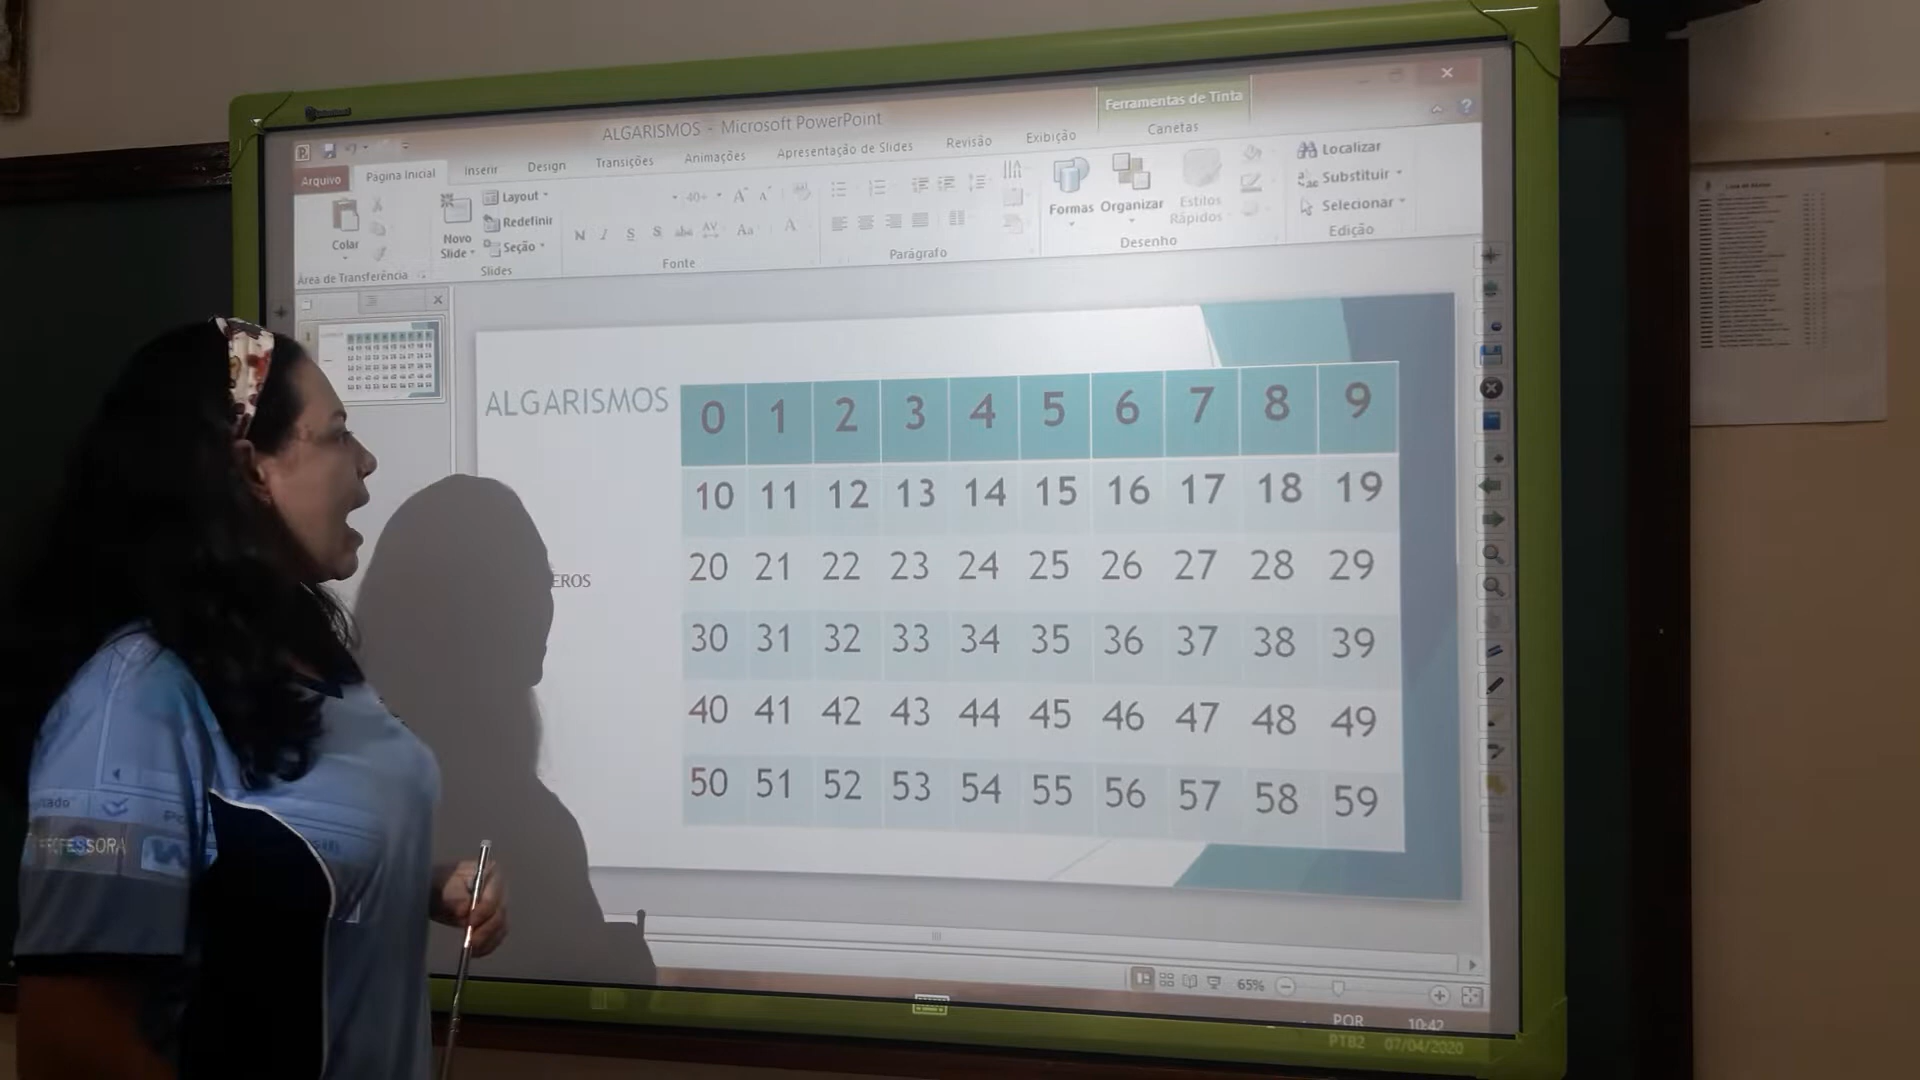 ALGARISMOS - Microsoft PowerPoint
Ferramentas de Tinta
Arquivo
Página Inicial
Inserir
Design
Transições
Animações
Apresentação de Slides
Revisão
Exibição
Canetas
Colar
Área de Transferência
Novo
Slide
Layout
Redefinir
Seção
Slides
40+
N I S S abc AV Aa A
Fonte
Parágrafo
Formas
Organizar
Estilos
Rápidos
Desenho
Localizar
Substituir
Selecionar
Edição
ALGARISMOS
0 1 2 3 4 5 6 7 8 9
10 11 12 13 14 15 16 17 18 19
20 21 22 23 24 25 26 27 28 29
EROS
30 31 32 33 34 35 36 37 38 39
40 41 42 43 44 45 46 47 48 49
50 51 52 53 54 55 56 57 58 59
PROFESSORA
65%
POR
PTB2
10:42
07/04/2020